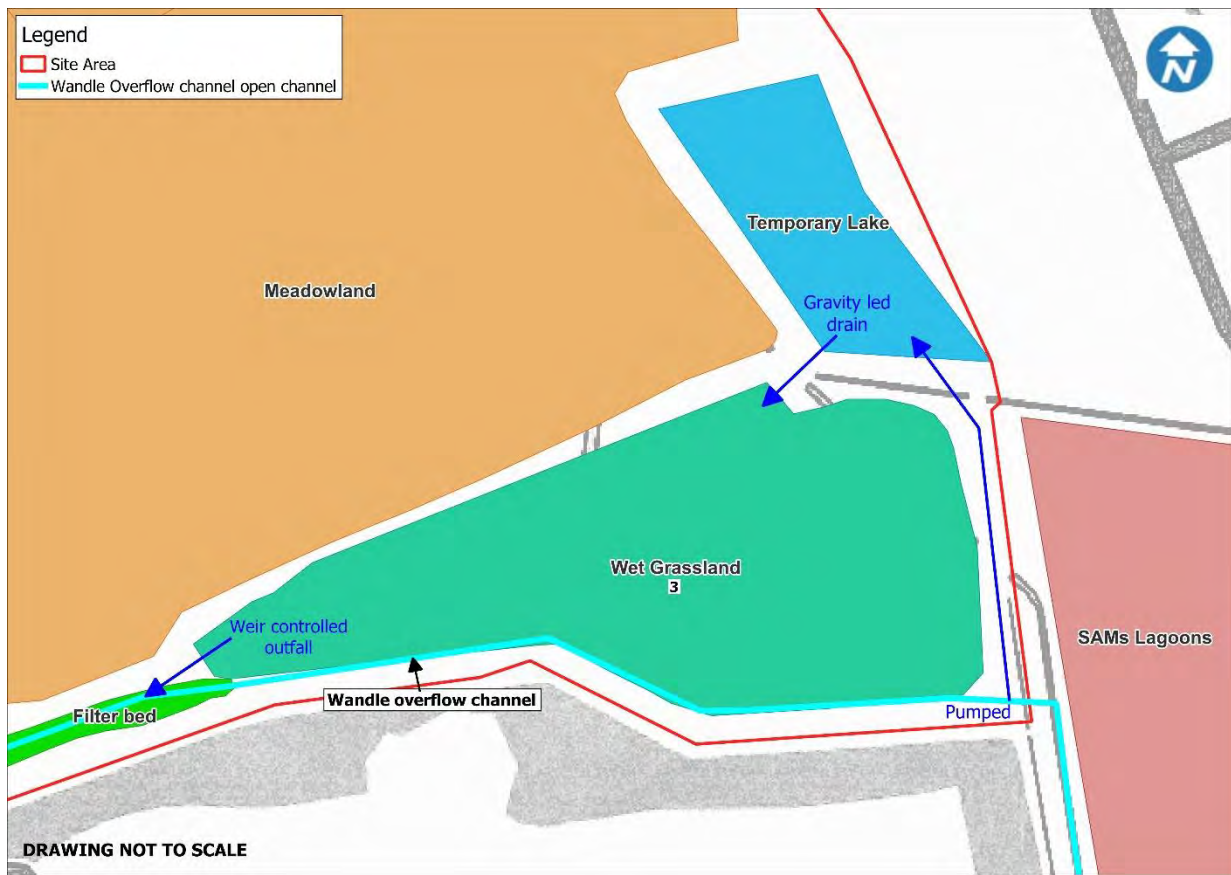 Legend
Site Area
Wandle Overflow channel open channel
N
Temporary Lake
Meadowland
Gravity led
drain
Wet Grassland
3
Weir controlled
outfall
SAMs Lagoons
Wandle overflow channel
Pumped
Filter bed
DRAWING NOT TO SCALE